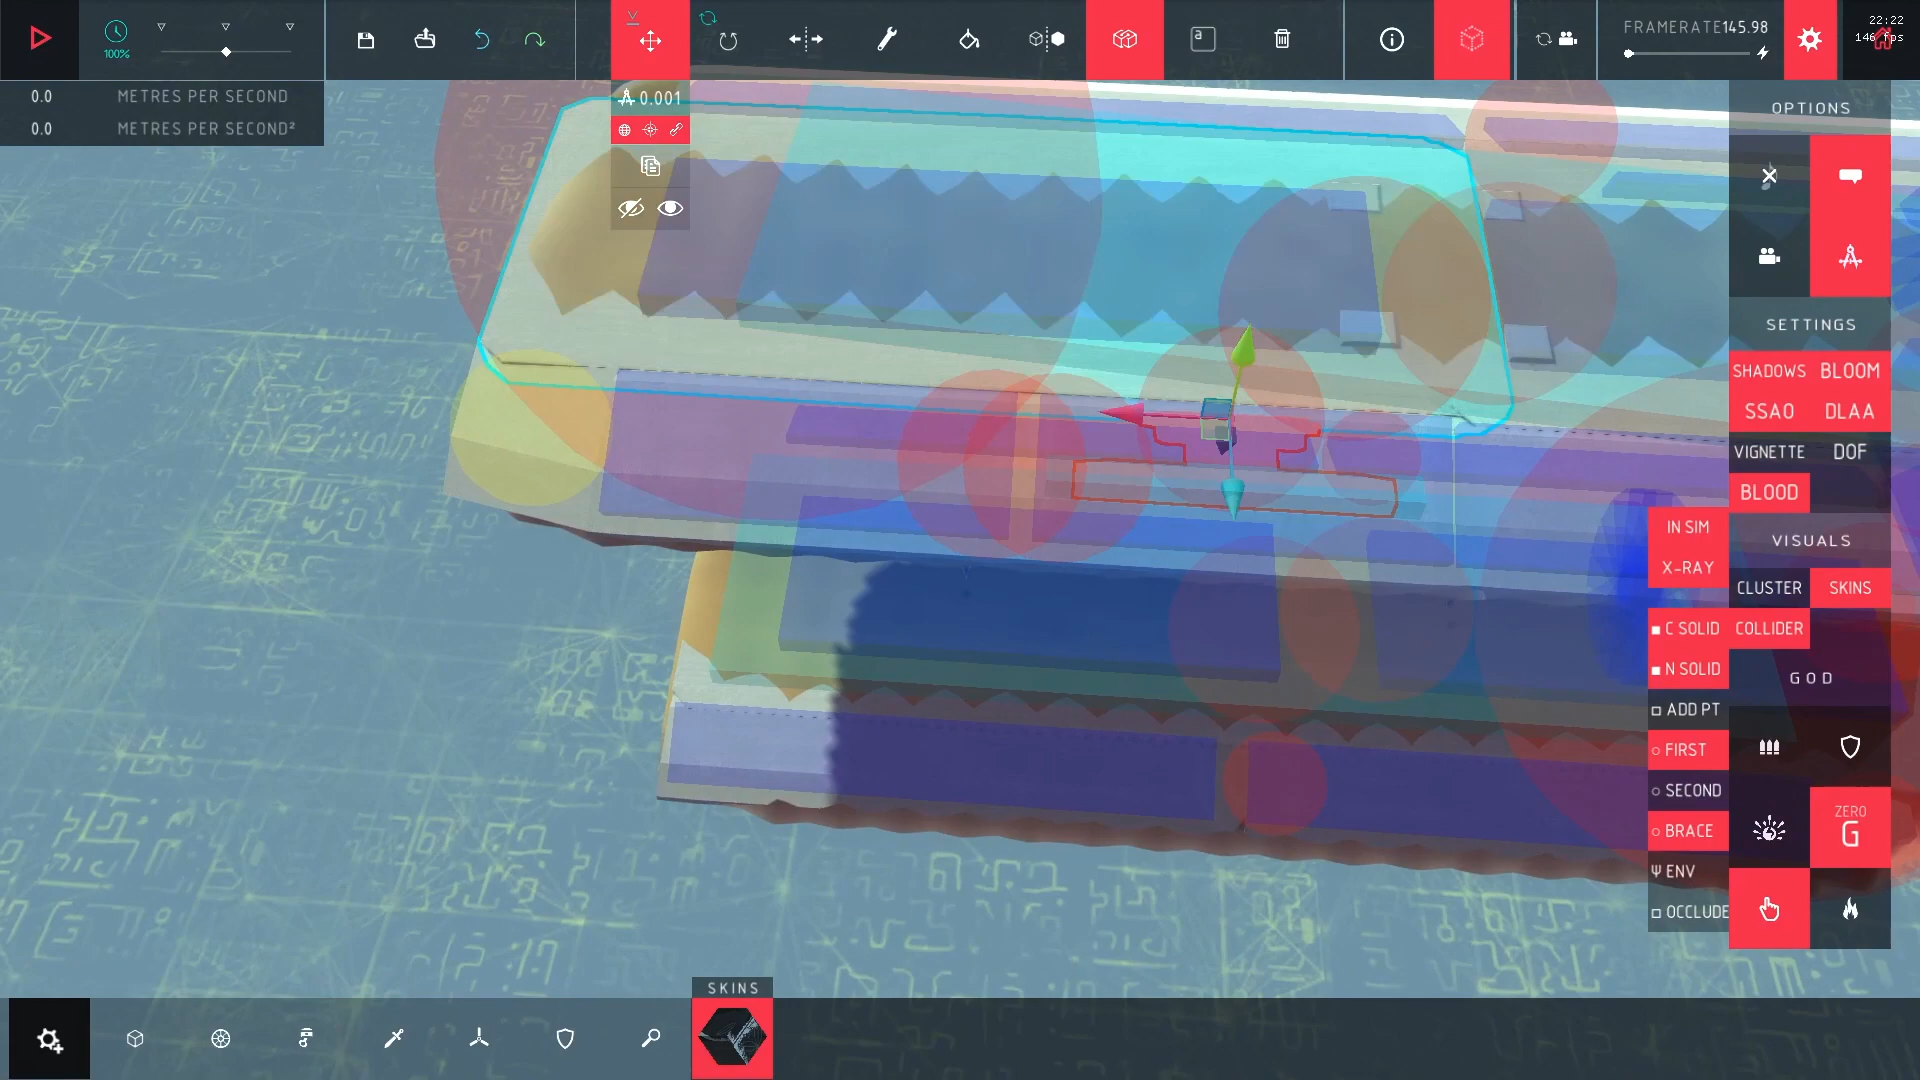 100%
FRAMERATE 145.98
22:22
146 fps
0.0 METRES PER SECOND
0.0 METRES PER SECOND²
0.001
a
OPTIONS
SETTINGS
SHADOWS BLOOM
SSAO DLAA
VIGNETTE DOF
BLOOD
VISUALS
IN SIM
X-RAY
CLUSTER SKINS
C SOLID COLLIDER
N SOLID
GOD
ADD PT
FIRST
SECOND
BRACE
ZERO
G
ENV
OCCLUDE
SKINS